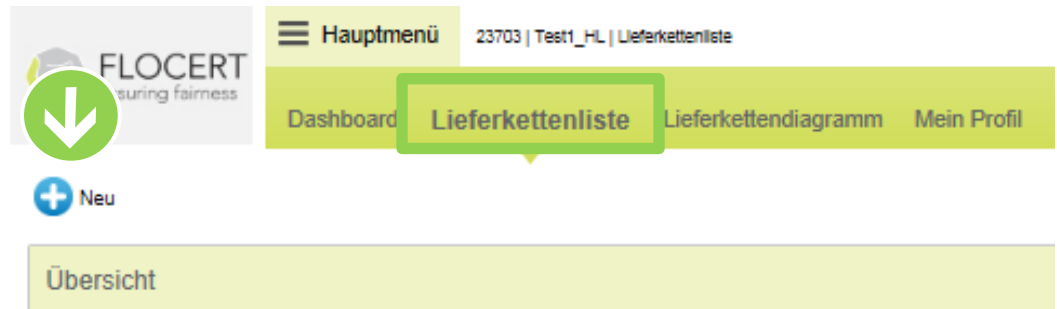 Hauptmenü 23703 | Test1_HL | Lieferkettenliste
FLOCERT
suring fairness
Dashboard Lieferkettenliste Lieferkettendiagramm Mein Profil
Neu
Übersicht